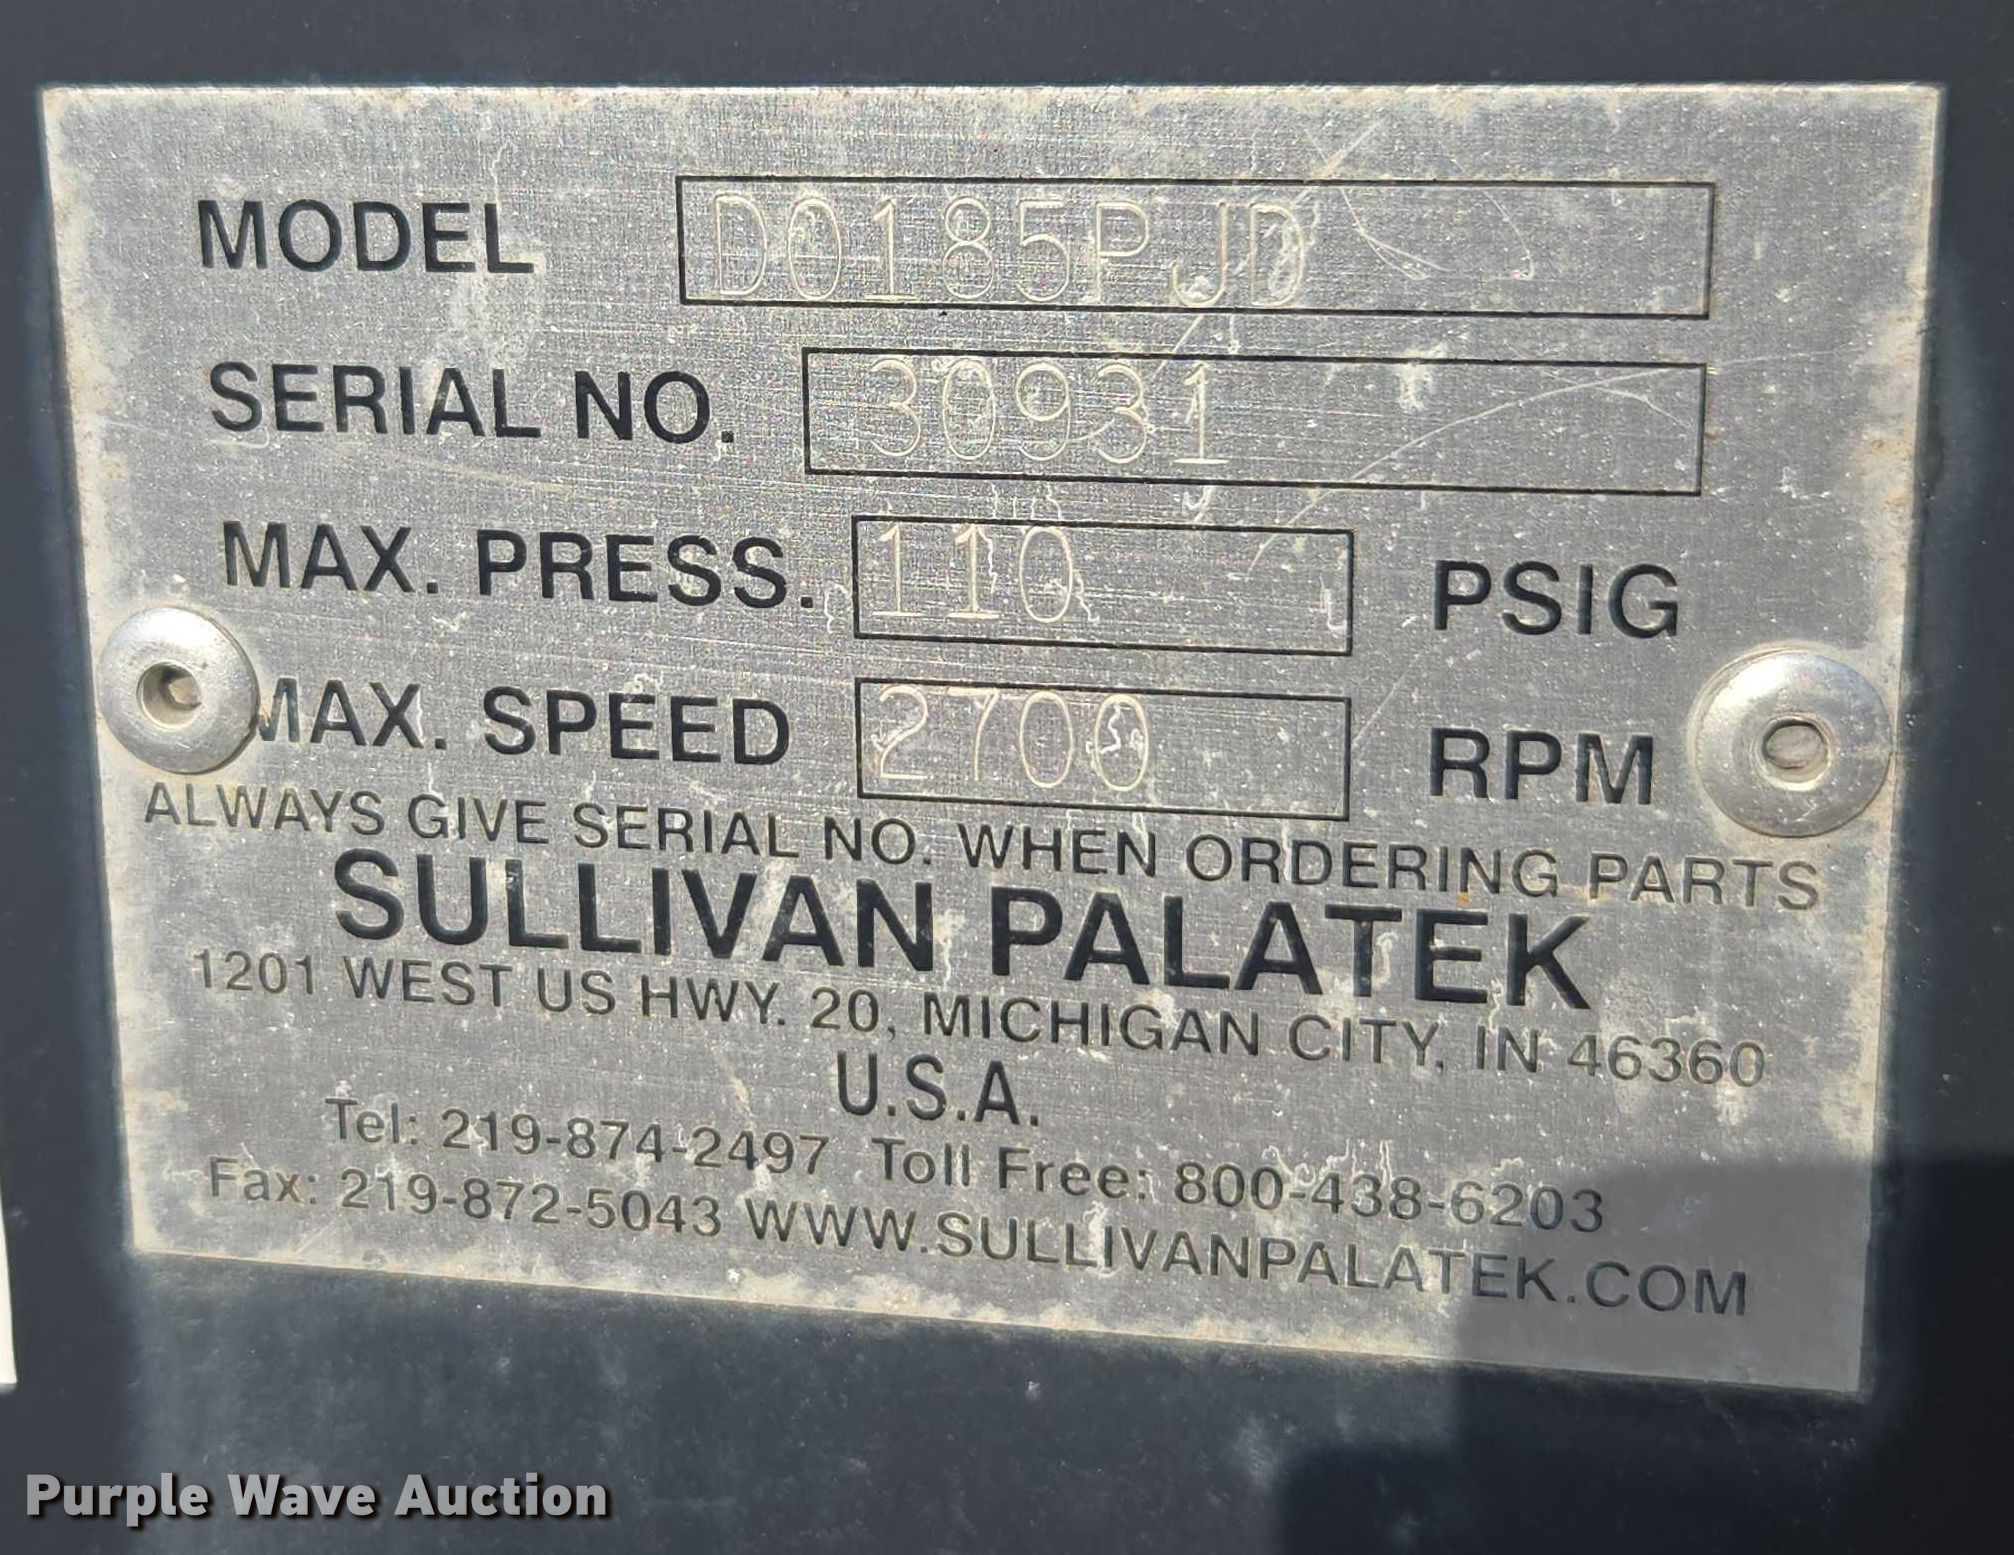 MODEL D0185PJD
SERIAL NO. 30931
MAX. PRESS. 110 PSIG
MAX. SPEED 2700 RPM
ALWAYS GIVE SERIAL NO. WHEN ORDERING PARTS
SULLIVAN PALATEK
1201 WEST US HWY. 20, MICHIGAN CITY, IN 46360
U.S.A.
Tel: 219-874-2497 Toll Free: 800-438-6203
Fax: 219-872-5043 WWW.SULLIVANPALATEK.COM
Purple Wave Auction